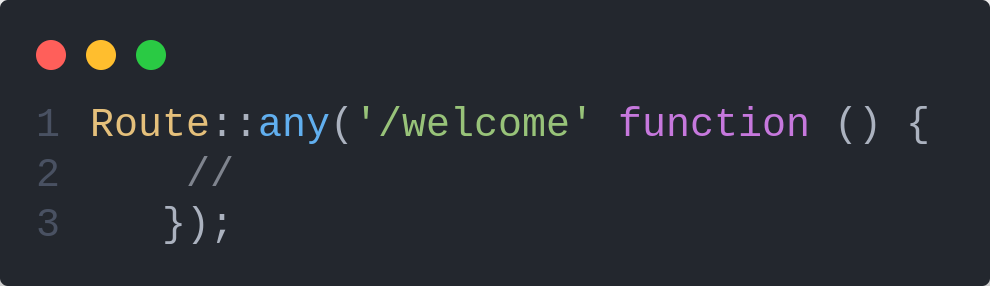 1 Route::any('/welcome' function () {
2     //
3    });